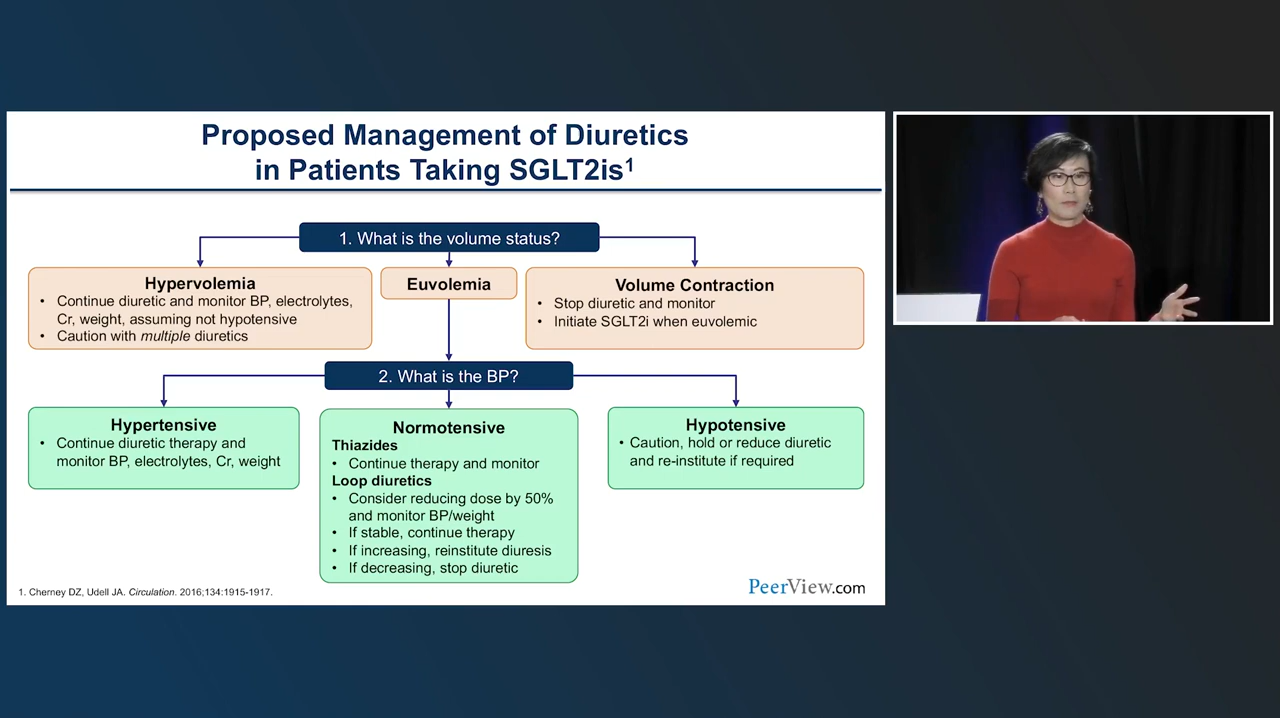 Proposed Management of Diuretics
in Patients Taking SGLT2is1
1. What is the volume status?
Hypervolemia
• Continue diuretic and monitor BP, electrolytes,
Cr, weight, assuming not hypotensive
• Caution with multiple diuretics
Euvolemia
Volume Contraction
• Stop diuretic and monitor
• Initiate SGLT2i when euvolemic
2. What is the BP?
Hypertensive
• Continue diuretic therapy and
monitor BP, electrolytes, Cr, weight
Normotensive
Thiazides
• Continue therapy and monitor
Loop diuretics
• Consider reducing dose by 50%
and monitor BP/weight
• If stable, continue therapy
• If increasing, reinstitute diuresis
• If decreasing, stop diuretic
Hypotensive
• Caution, hold or reduce diuretic
and re-institute if required
1. Cherney DZ, Udell JA. Circulation. 2016;134:1915-1917.
PeerView.com